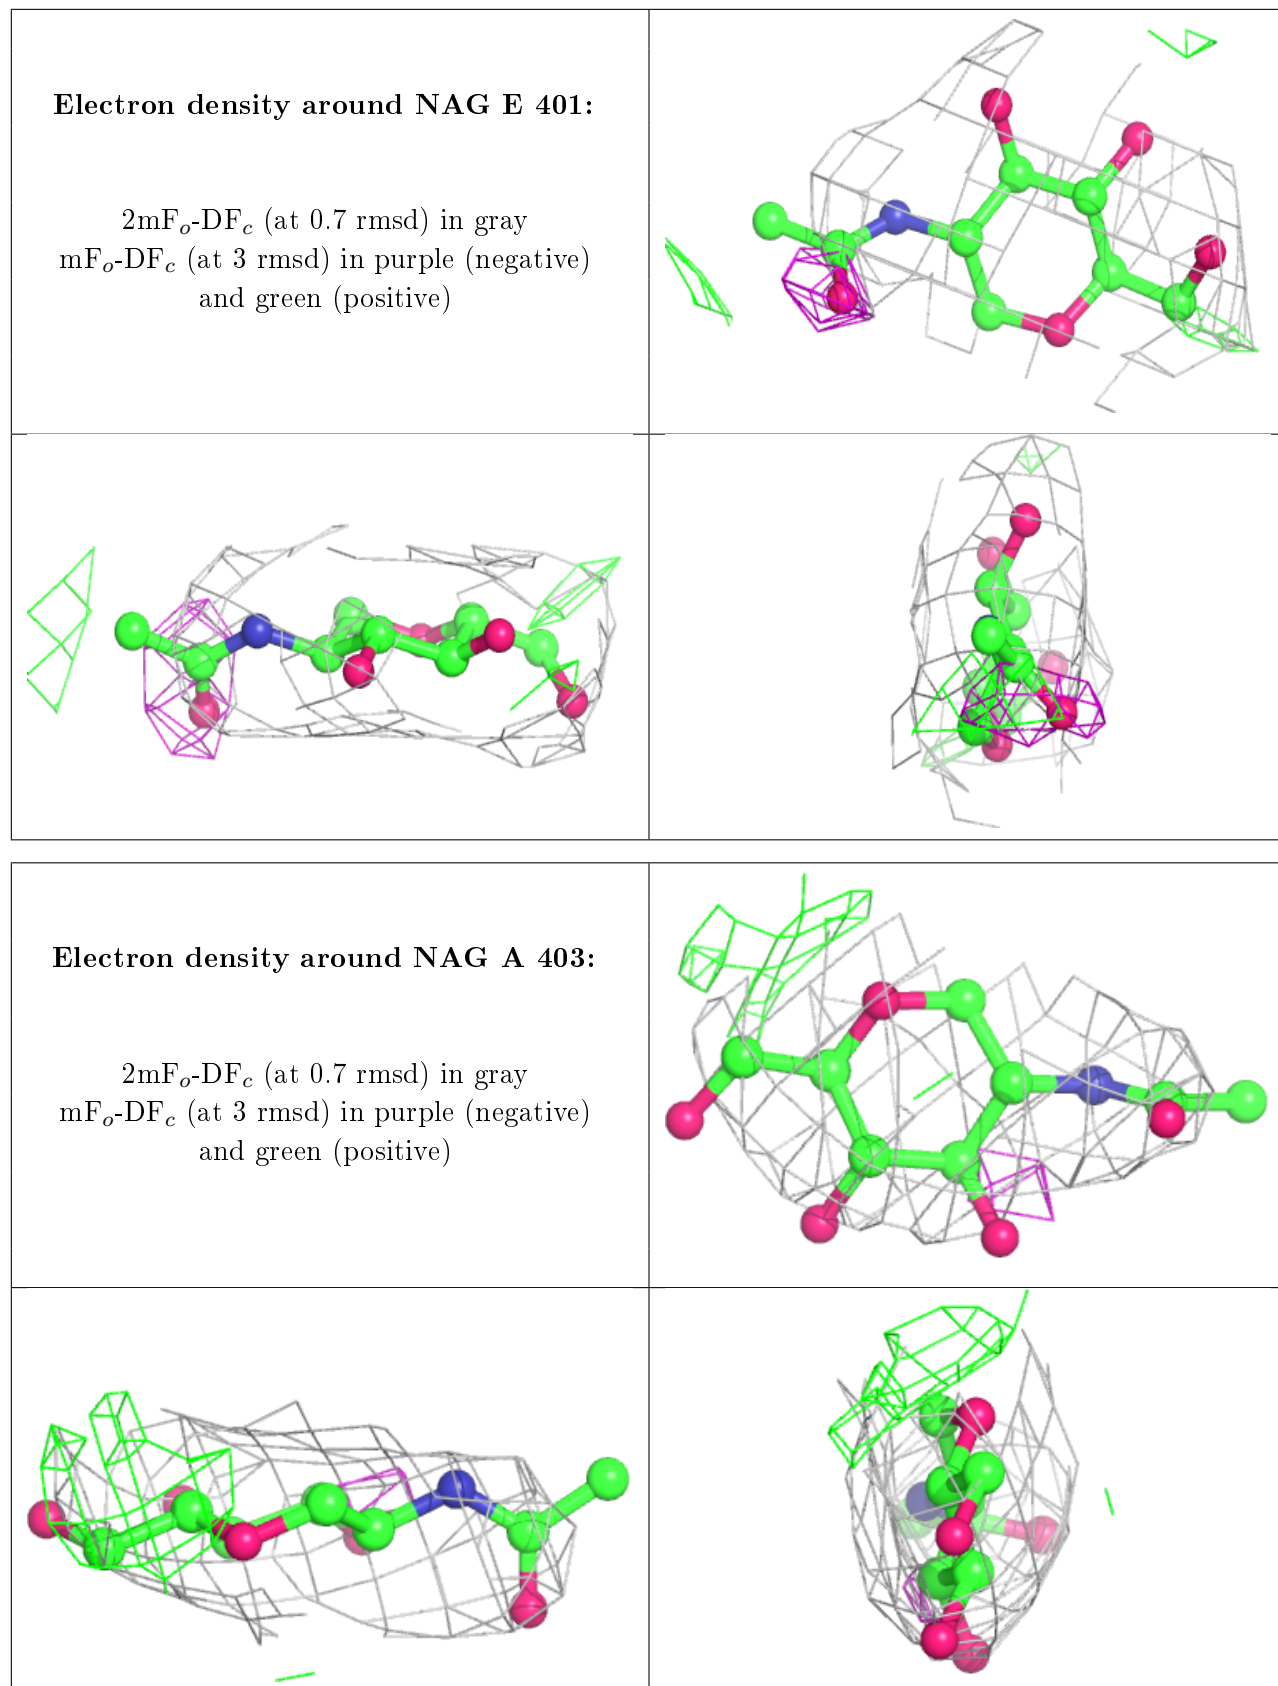 Electron density around NAG E 401:
2mFo-DFc (at 0.7 rmsd) in gray
mFo-DFc (at 3 rmsd) in purple (negative)
and green (positive)
Electron density around NAG A 403:
2mFo-DFc (at 0.7 rmsd) in gray
mFo-DFc (at 3 rmsd) in purple (negative)
and green (positive)